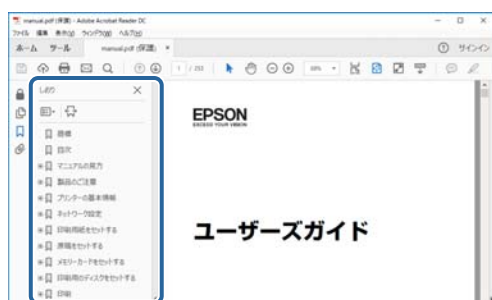 manual.pdf (保護) - Adobe Acrobat Reader DC
ファイル 編集 表示(V) ウィンドウ(W) ヘルプ(H)
ホーム ツール manual.pdf (保護) ×
サインイン
1 / 203
しおり
商標
目次
マニュアルの見方
製品のご注意
プリンターの基本情報
ネットワーク設定
印刷用紙をセットする
原稿をセットする
メモリーカードをセットする
印刷用のディスクをセットする
印刷
EPSON
EXCEED YOUR VISION
ユーザーズガイド